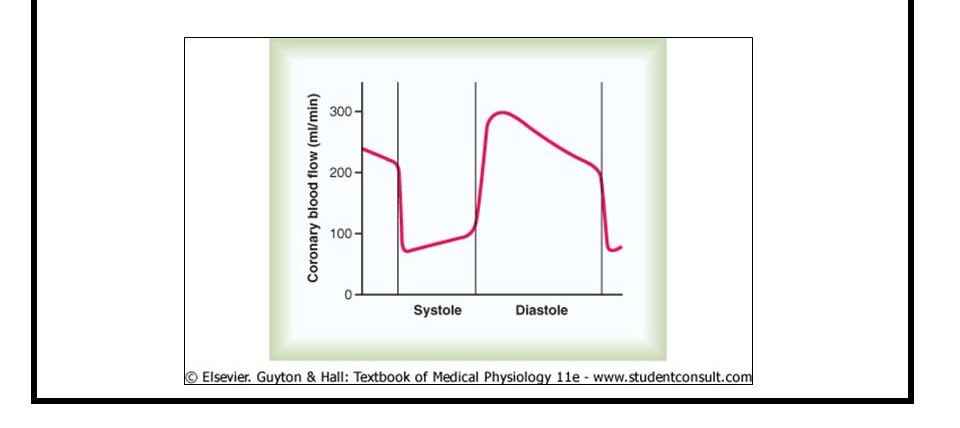 Coronary blood flow (ml/min)
300
200
100
0
Systole Diastole
© Elsevier. Guyton & Hall: Textbook of Medical Physiology 11e - www.studentconsult.com